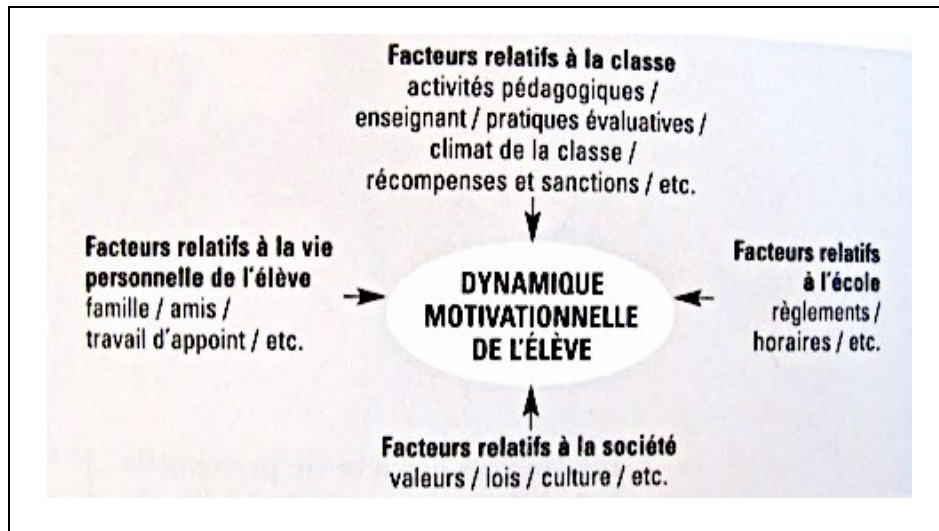 Facteurs relatifs à la classe
activités pédagogiques /
enseignant / pratiques évaluatives /
climat de la classe /
récompenses et sanctions / etc.
Facteurs relatifs à la vie
personnelle de l'élève
famille / amis /
travail d'appoint / etc.
DYNAMIQUE
MOTIVATIONNELLE
DE L'ÉLÈVE
Facteurs relatifs
à l'école
règlements /
horaires / etc.
Facteurs relatifs à la société
valeurs / lois / culture / etc.